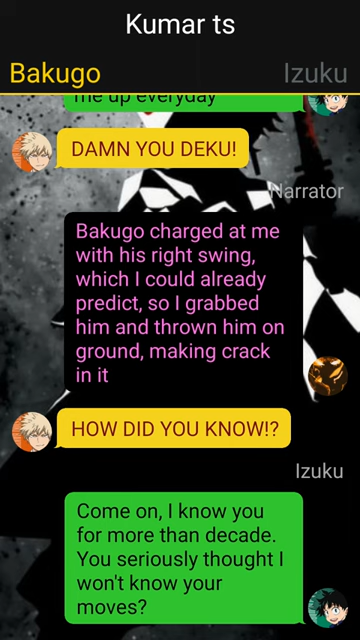 Kumar ts
Bakugo
Izuku
me up everyday
DAMN YOU DEKU!
Narrator
Bakugo charged at me
with his right swing,
which I could already
predict, so I grabbed
him and thrown him on
ground, making crack
in it
HOW DID YOU KNOW!?
Izuku
Come on, I know you
for more than decade.
You seriously thought I
won't know your
moves?